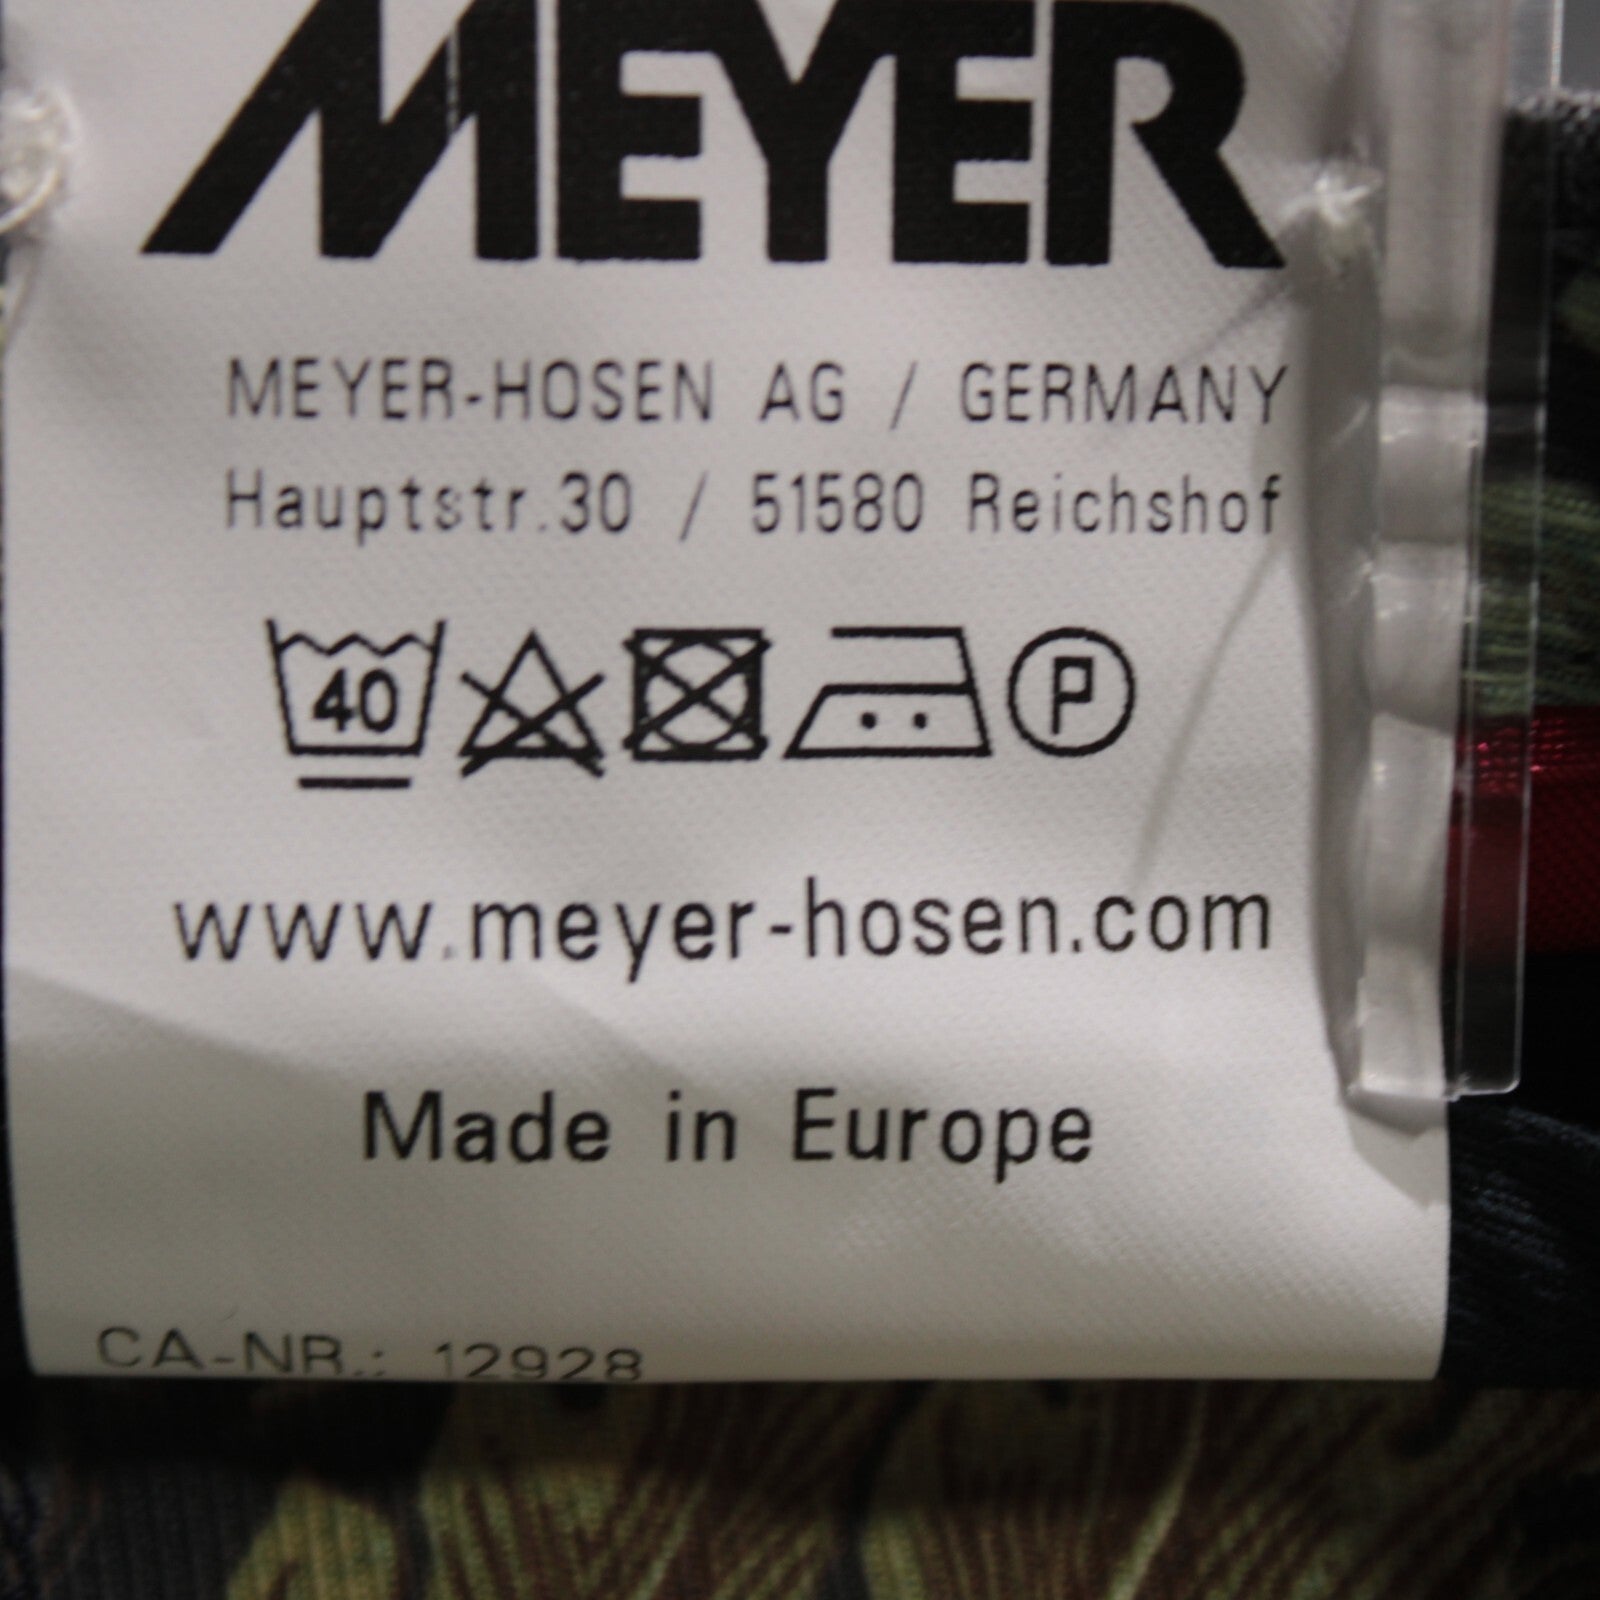 MEYER
MEYER-HOSEN AG / GERMANY
Hauptstr.30 / 51580 Reichshof
40 P
www.meyer-hosen.com
Made in Europe
CA-NR.: 12928